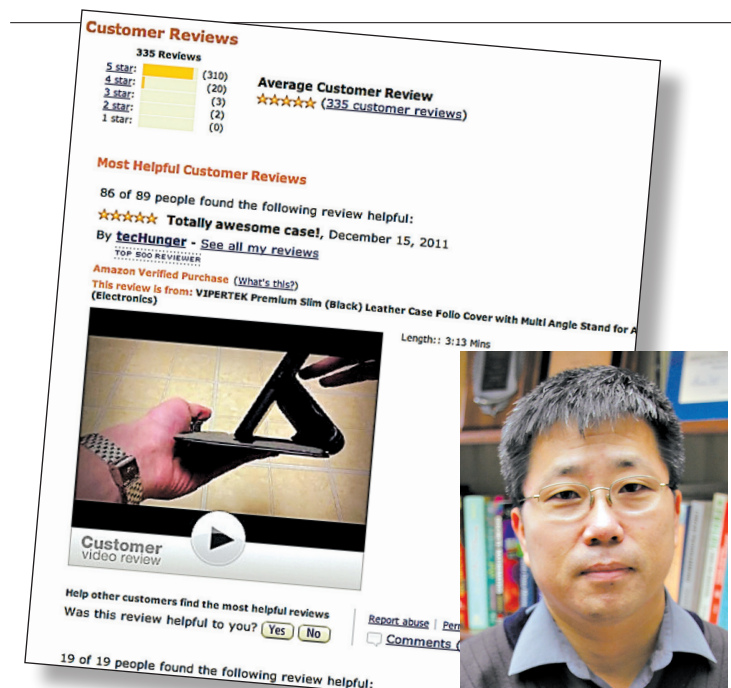 Customer Reviews
335 Reviews
5 star: (310)
4 star: (20)
3 star: (3)
2 star: (2)
1 star: (0)
Average Customer Review
(335 customer reviews)
Most Helpful Customer Reviews
86 of 89 people found the following review helpful:
Totally awesome case!, December 15, 2011
By tecHunger - See all my reviews
TOP 500 REVIEWER
Amazon Verified Purchase (What's this?)
This review is from: VIPERTEK Premium Slim (Black) Leather Case Folio Cover with Multi Angle Stand for A
(Electronics)
Length:: 3:13 Mins
Customer
video review
Help other customers find the most helpful reviews
Was this review helpful to you? Yes No
Report abuse | Per
Comments (
19 of 19 people found the following review helpful: